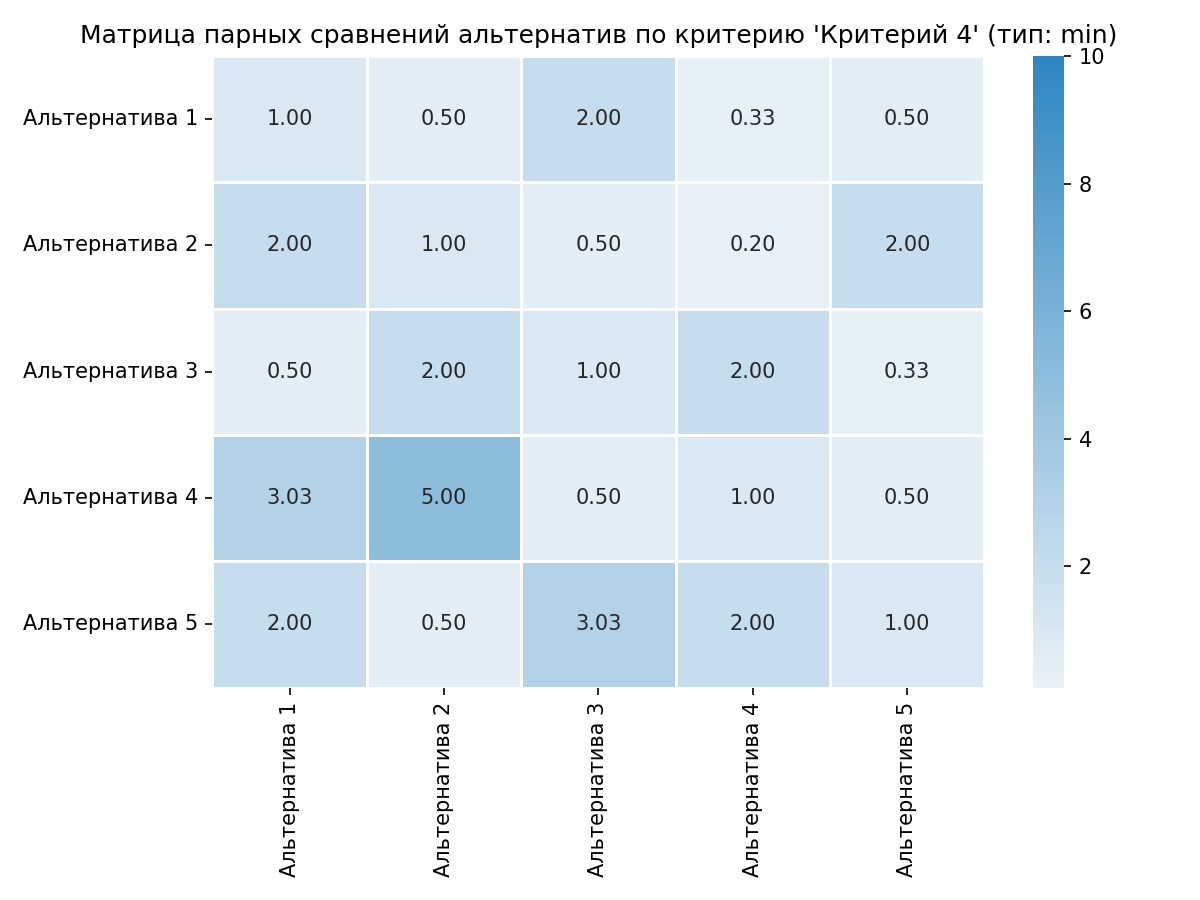 Матрица парных сравнений альтернатив по критерию 'Критерий 4' (тип: min)
Альтернатива 1 1.00 0.50 2.00 0.33 0.50
Альтернатива 2 2.00 1.00 0.50 0.20 2.00
Альтернатива 3 0.50 2.00 1.00 2.00 0.33
Альтернатива 4 3.03 5.00 0.50 1.00 0.50
Альтернатива 5 2.00 0.50 3.03 2.00 1.00
Альтернатива 1
Альтернатива 2
Альтернатива 3
Альтернатива 4
Альтернатива 5
10
8
6
4
2